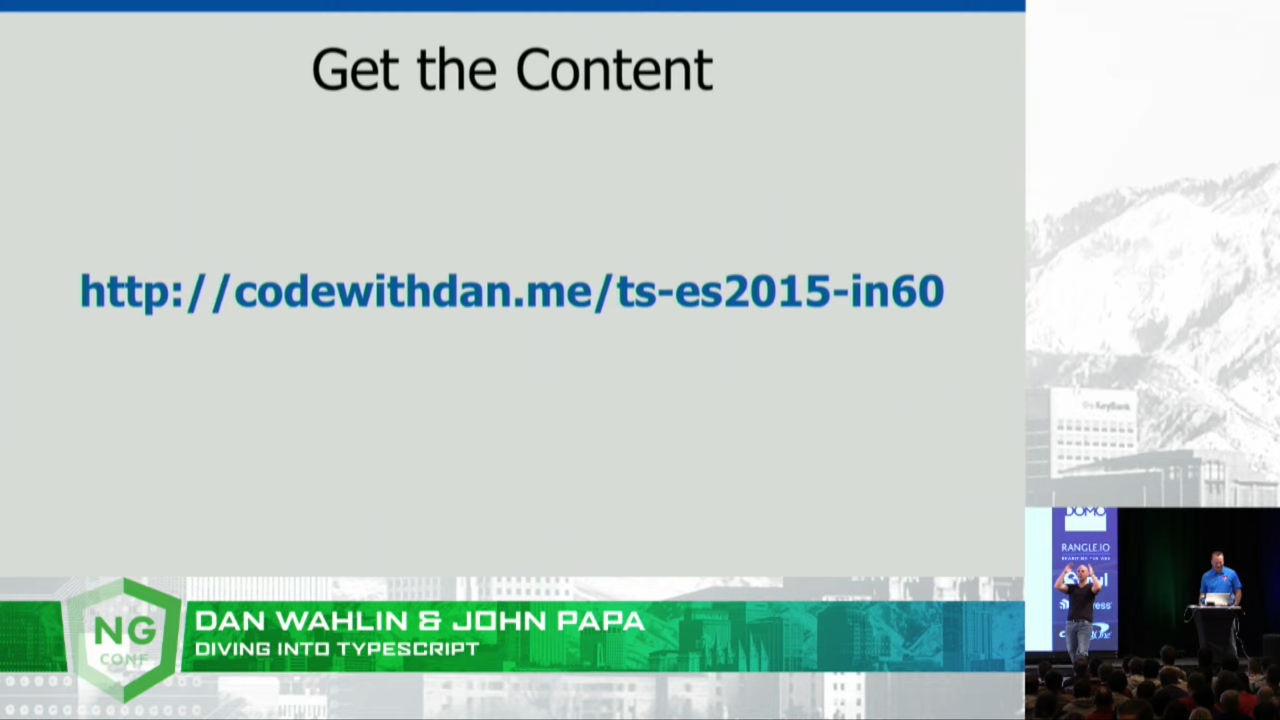 Get the Content
http://codewithdan.me/ts-es2015-in60
NG
CONF
DAN WAHLIN & JOHN PAPA
DIVING INTO TYPESCRIPT
KeyBank
DOMO
RANGLE.IO